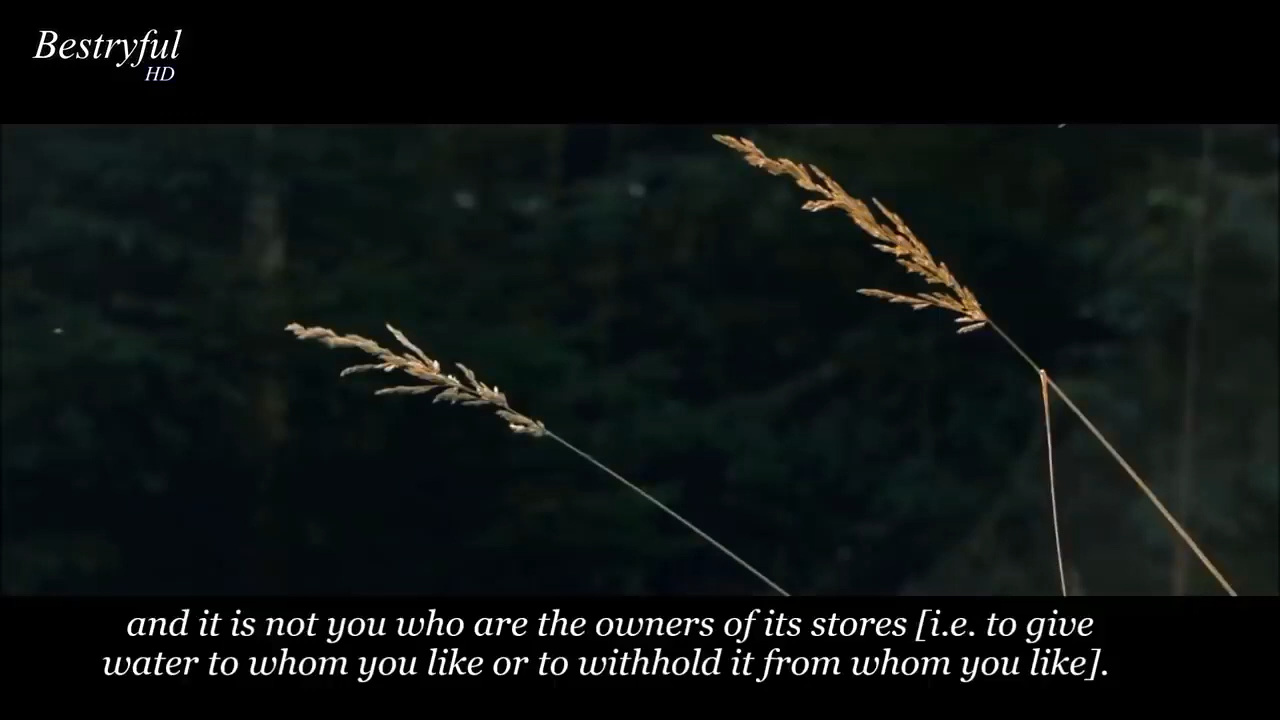 Bestryful
HD
and it is not you who are the owners of its stores [i.e. to give
water to whom you like or to withhold it from whom you like].